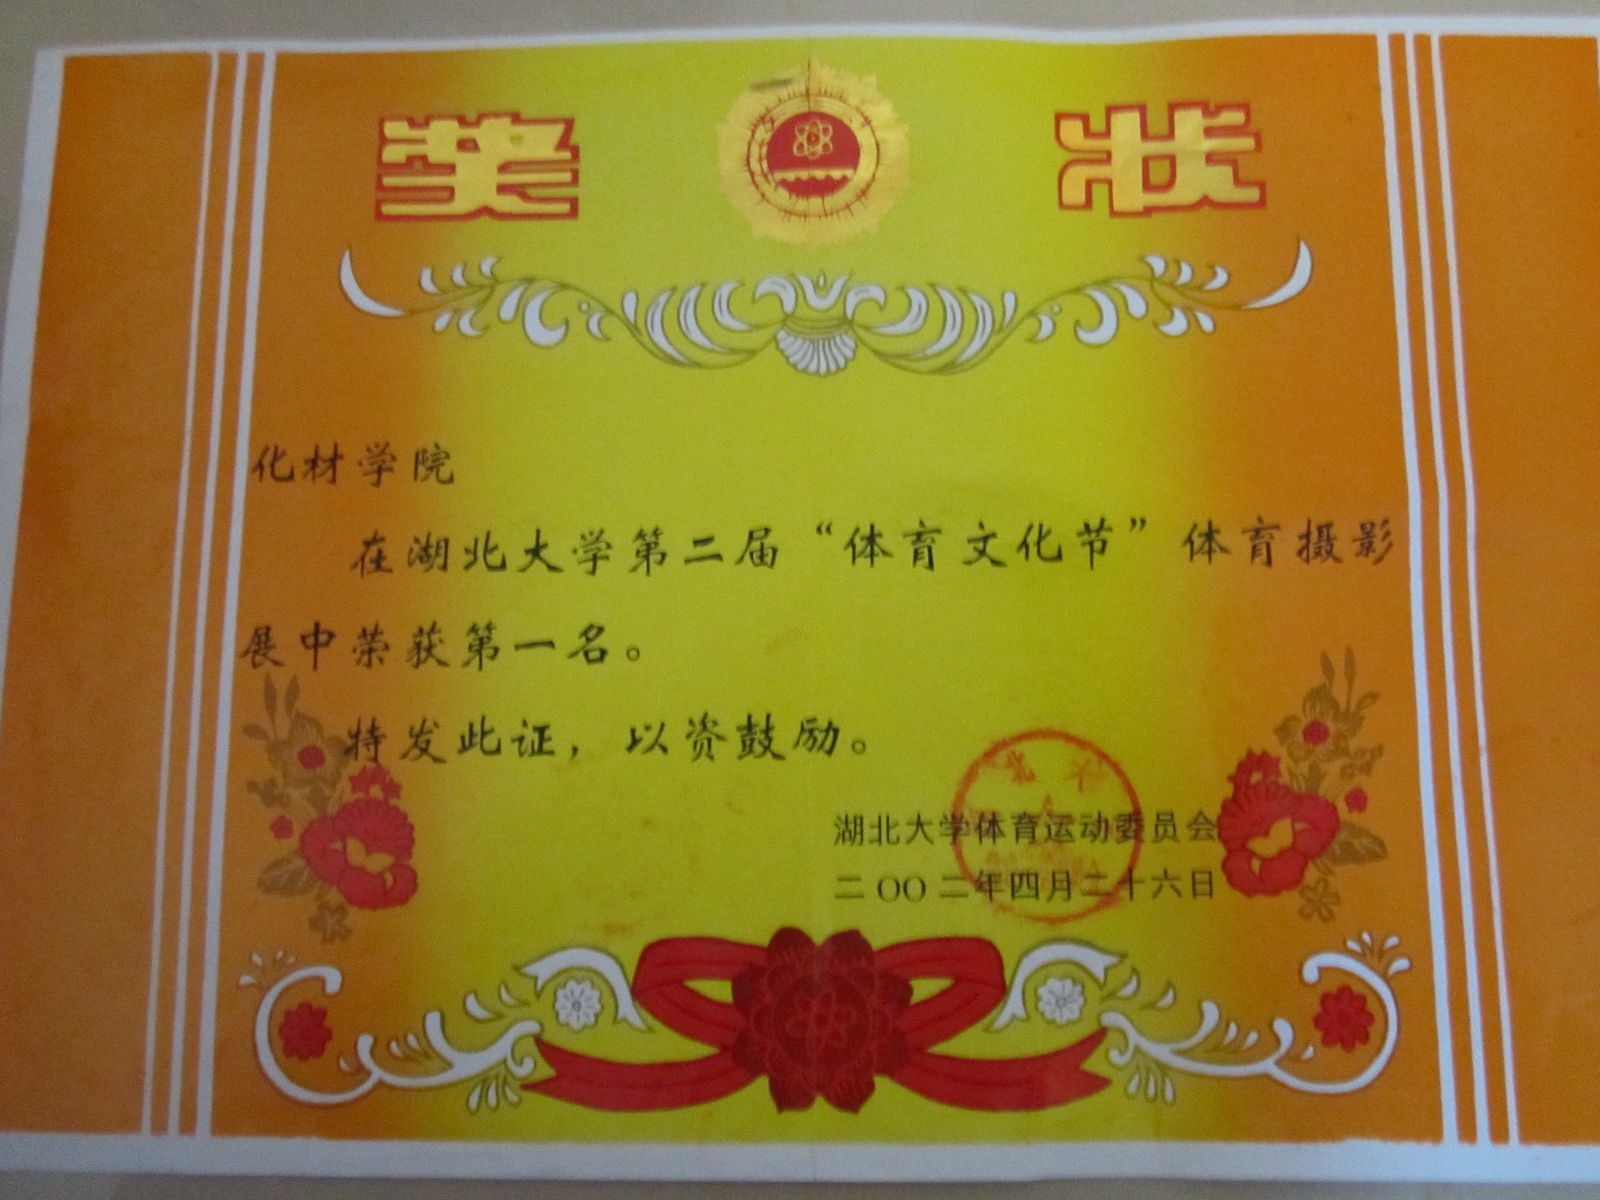 奖状
化材学院
在湖北大学第二届“体育文化节”体育摄影
展中荣获第一名。
特发此证，以资鼓励。
湖北大学体育运动委员会
二OO二年四月二十六日